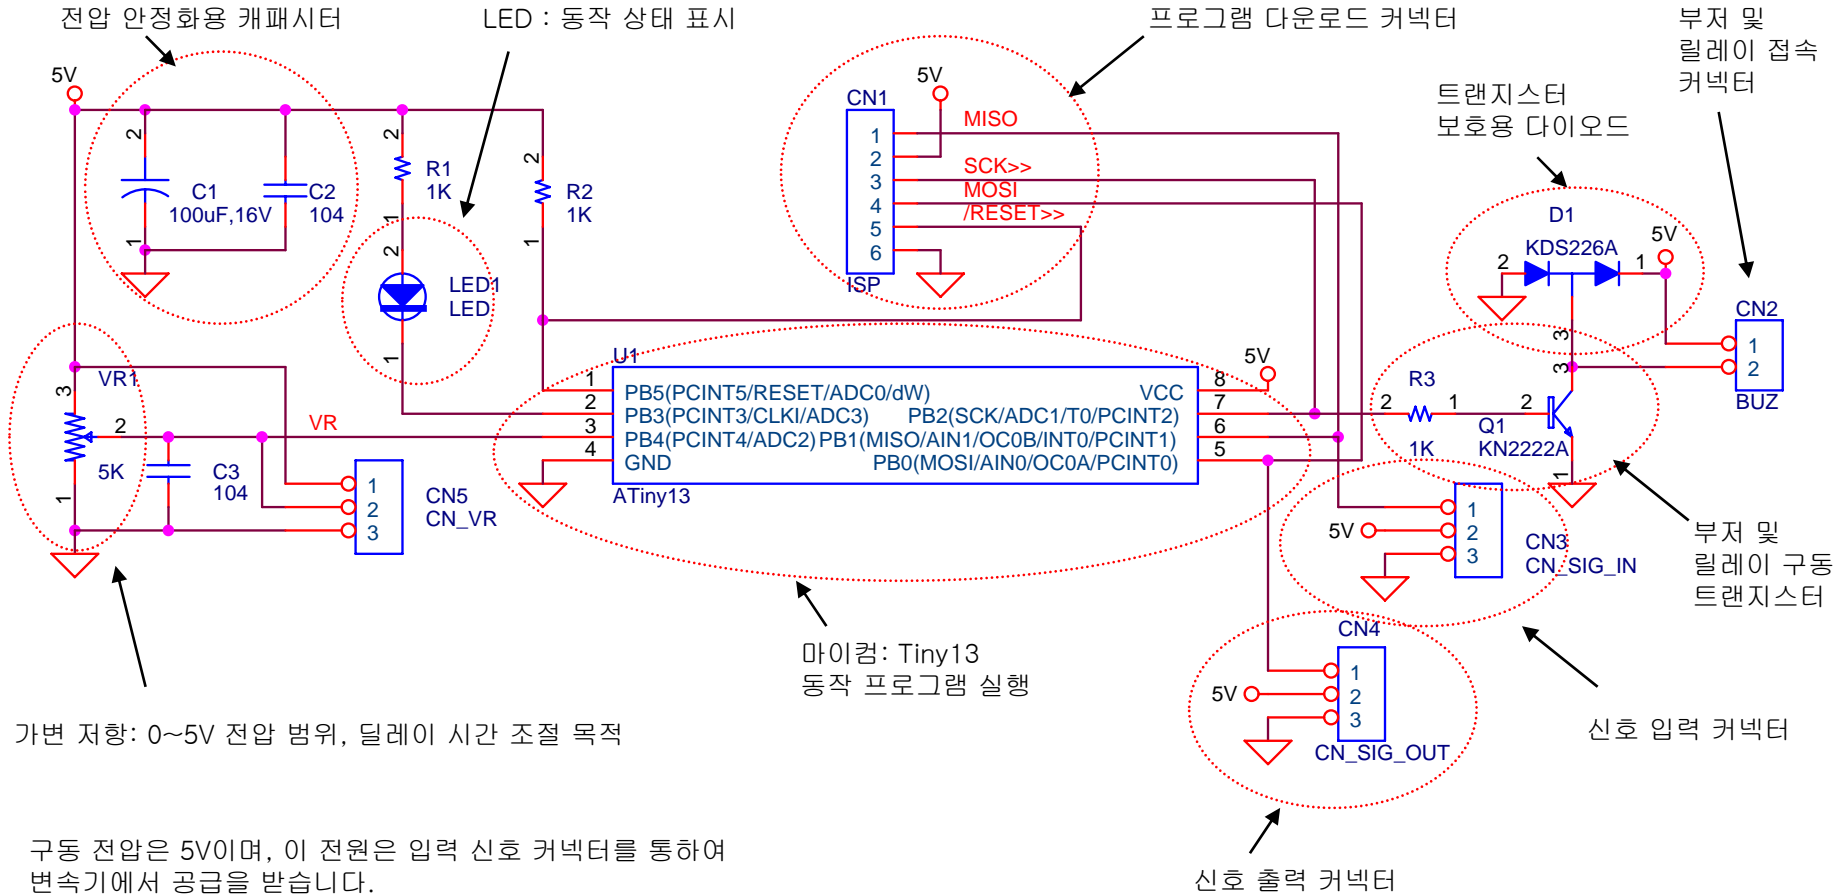 전압 안정화용 캐패시터
LED : 동작 상태 표시
프로그램 다운로드 커넥터
부저 및
릴레이 접속
커넥터
트랜지스터
보호용 다이오드
5V
2
1
C1
100uF,16V
C2
104
2
R1
1K
1
2
LED1
LED
1
2
R2
1K
1
5V
CN1
1
2
3
4
5
6
ISP
MISO
SCK>>
MOSI
/RESET>>
D1
KDS226A
2
1
3
5V
CN2
1
2
BUZ
3
VR1
2
5K
1
VR
C3
104
1
2
3
CN5
CN_VR
U1
1
2
3
4
PB5(PCINT5/RESET/ADC0/dW)
PB3(PCINT3/CLKI/ADC3)
PB4(PCINT4/ADC2)
GND
VCC
PB2(SCK/ADC1/T0/PCINT2)
PB1(MISO/AIN1/OC0B/INT0/PCINT1)
PB0(MOSI/AIN0/OC0A/PCINT0)
8
7
6
5
5V
ATiny13
R3
2
1
1K
2
3
Q1
KN2222A
1
5V
1
2
3
CN3
CN_SIG_IN
부저 및
릴레이 구동
트랜지스터
CN4
5V
1
2
3
CN_SIG_OUT
마이컴: Tiny13
동작 프로그램 실행
가변 저항: 0~5V 전압 범위, 딜레이 시간 조절 목적
신호 입력 커넥터
구동 전압은 5V이며, 이 전원은 입력 신호 커넥터를 통하여
변속기에서 공급을 받습니다.
신호 출력 커넥터